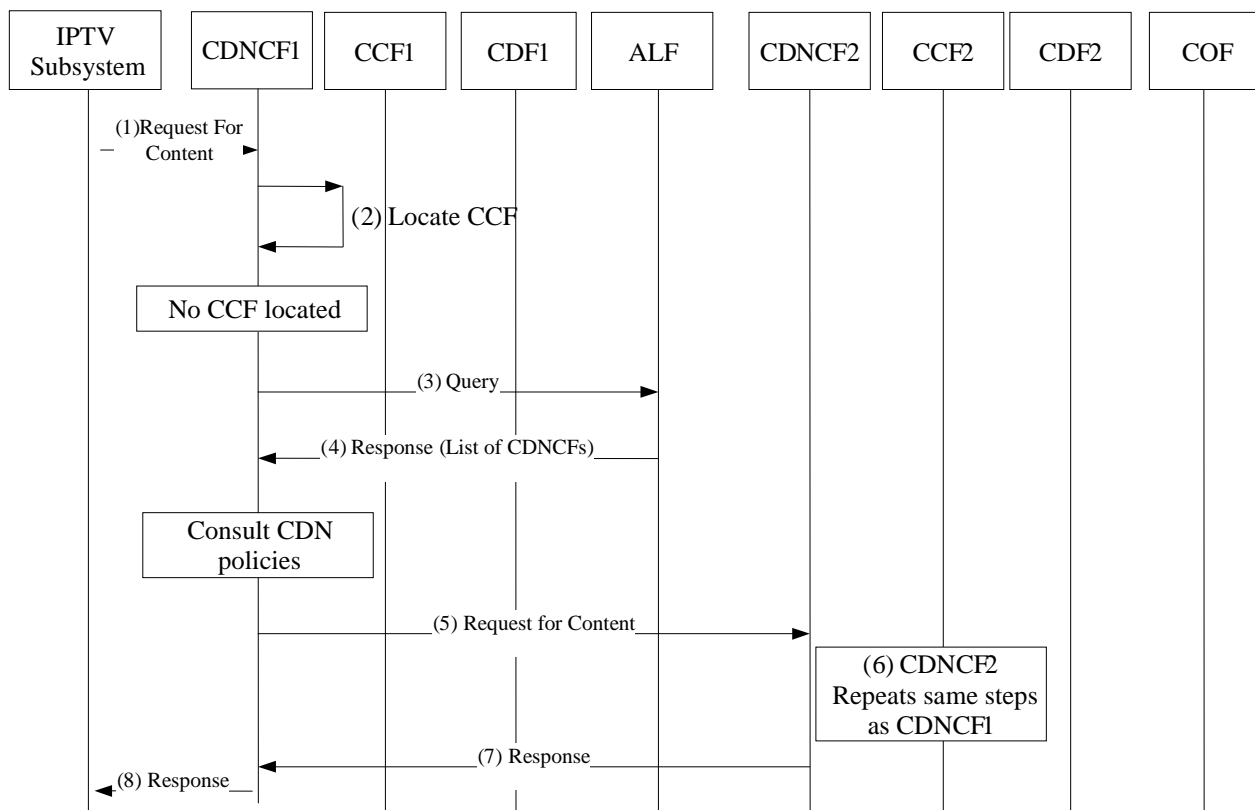 IPTV
Subsystem
CDNCF1
CCF1
CDF1
ALF
CDNCF2
CCF2
CDF2
COF
(1)Request For
Content
(2) Locate CCF
No CCF located
(3) Query
(4) Response (List of CDNCFs)
Consult CDN
policies
(5) Request for Content
(6) CDNCF2
Repeats same steps
as CDNCF1
(7) Response
(8) Response